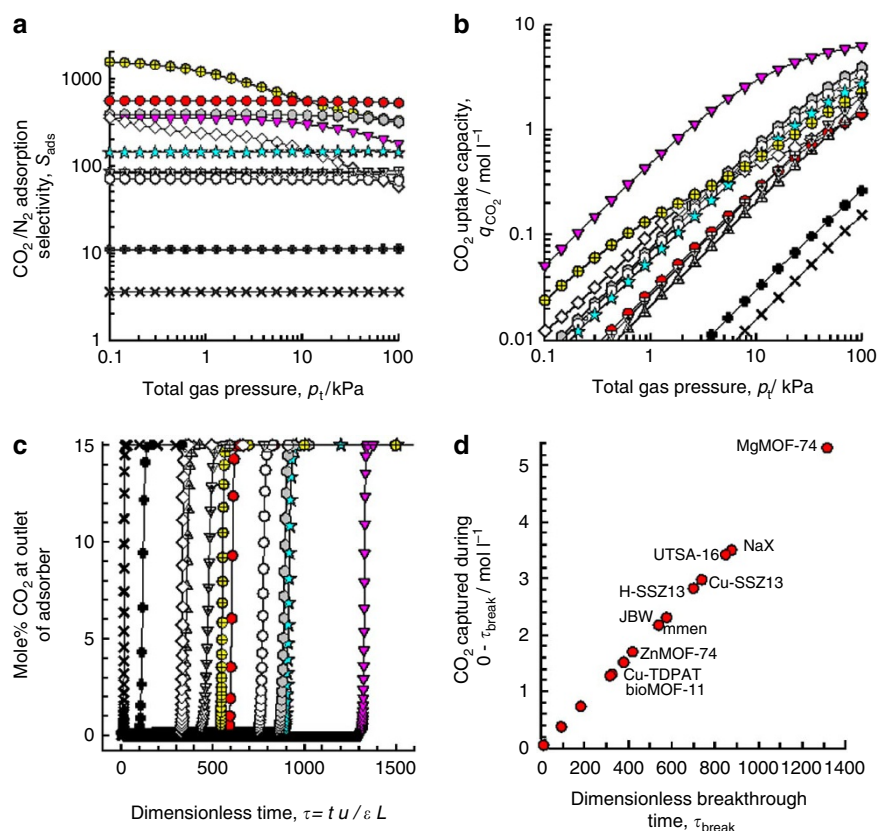 a
CO2/N2 adsorption
selectivity, Sads
1000
100
10
1
0.1
1
10
100
Total gas pressure, pt/kPa
b
CO2 uptake capacity,
qCO2 / mol l−1
10
1
0.1
0.01
0.1
1
10
100
Total gas pressure, pt/ kPa
c
Mole% CO2 at outlet
of adsorber
15
10
5
0
0
500
1000
1500
Dimensionless time, τ= t u / ε L
d
CO2 captured during
0 - τbreak / mol l−1
5
4
3
2
1
0
MgMOF-74
NaX
UTSA-16
Cu-SSZ13
H-SSZ13
JBW
mmen
ZnMOF-74
Cu-TDPAT
bioMOF-11
0 200 400 600 800 1000 1200 1400
Dimensionless breakthrough
time, τbreak